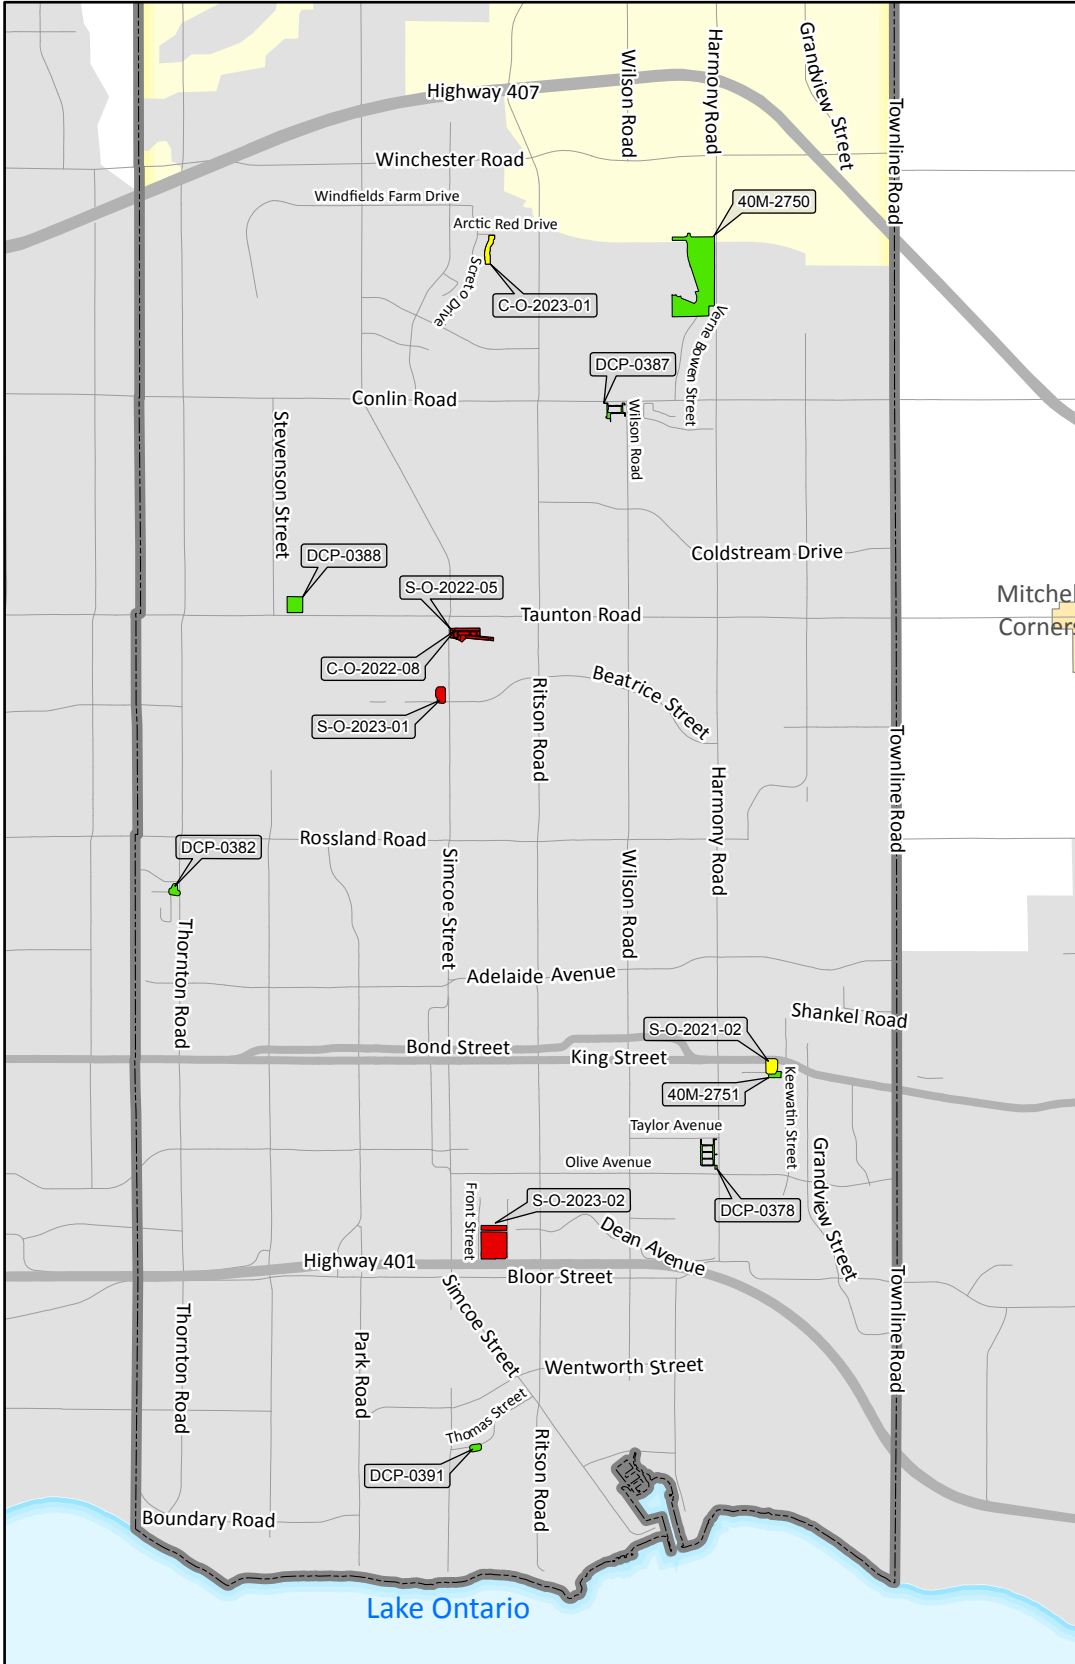 Grandview Street
Wilson Road
Harmony Road
Highway 407
Townline Road
Winchester Road
Windfields Farm Drive
40M-2750
Arctic Red Drive
Screto Drive
C-O-2023-01
Verne Bowen Street
DCP-0387
Conlin Road
Wilson Road
Stevenson Street
DCP-0388
Coldstream Drive
S-O-2022-05
Mitchel
Corners
Taunton Road
C-O-2022-08
Beatrice Street
Ritson Road
S-O-2023-01
Townline Road
Harmony Road
Rossland Road
DCP-0382
Simcoe Street
Wilson Road
Thornton Road
Adelaide Avenue
Shankel Road
S-O-2021-02
Bond Street
King Street
Keewatin Street
40M-2751
Taylor Avenue
Grandview Street
Olive Avenue
Front Street
S-O-2023-02
DCP-0378
Dean Avenue
Highway 401
Bloor Street
Townline Road
Simcoe Street
Thornton Road
Park Road
Wentworth Street
Thomas Street
Ritson Road
DCP-0391
Boundary Road
Lake Ontario